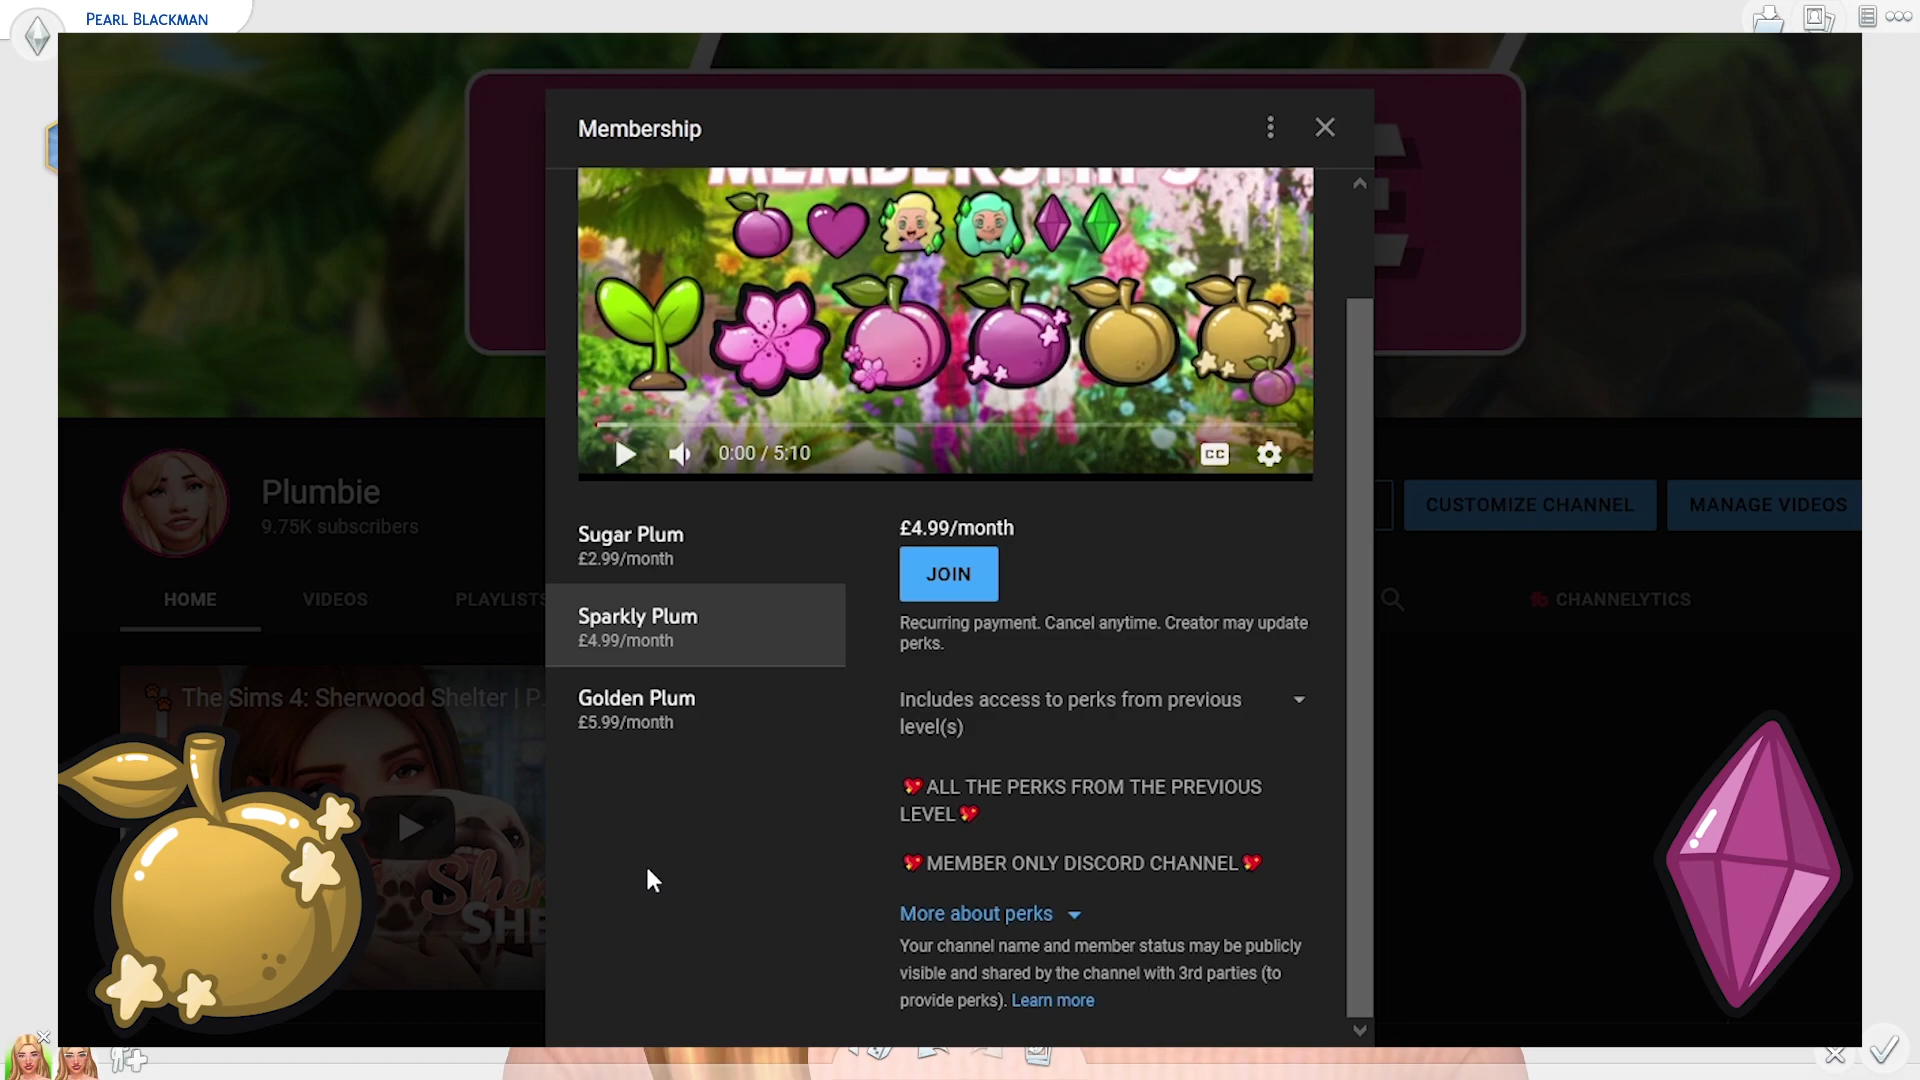 PEARL BLACKMAN
Membership
MEMBERSHIP'S
0:00 / 5:10
CC
Plumbie
9.75K subscribers
CUSTOMIZE CHANNEL
MANAGE VIDEOS
HOME
VIDEOS
PLAYLISTS
CHANNELYTICS
The Sims 4: Sherwood Shelter | P...
Sugar Plum
£2.99/month
Sparkly Plum
£4.99/month
Golden Plum
£5.99/month
£4.99/month
JOIN
Recurring payment. Cancel anytime. Creator may update
perks.
Includes access to perks from previous
level(s)
💖ALL THE PERKS FROM THE PREVIOUS
LEVEL💖
💖MEMBER ONLY DISCORD CHANNEL💖
More about perks
Your channel name and member status may be publicly
visible and shared by the channel with 3rd parties (to
provide perks). Learn more